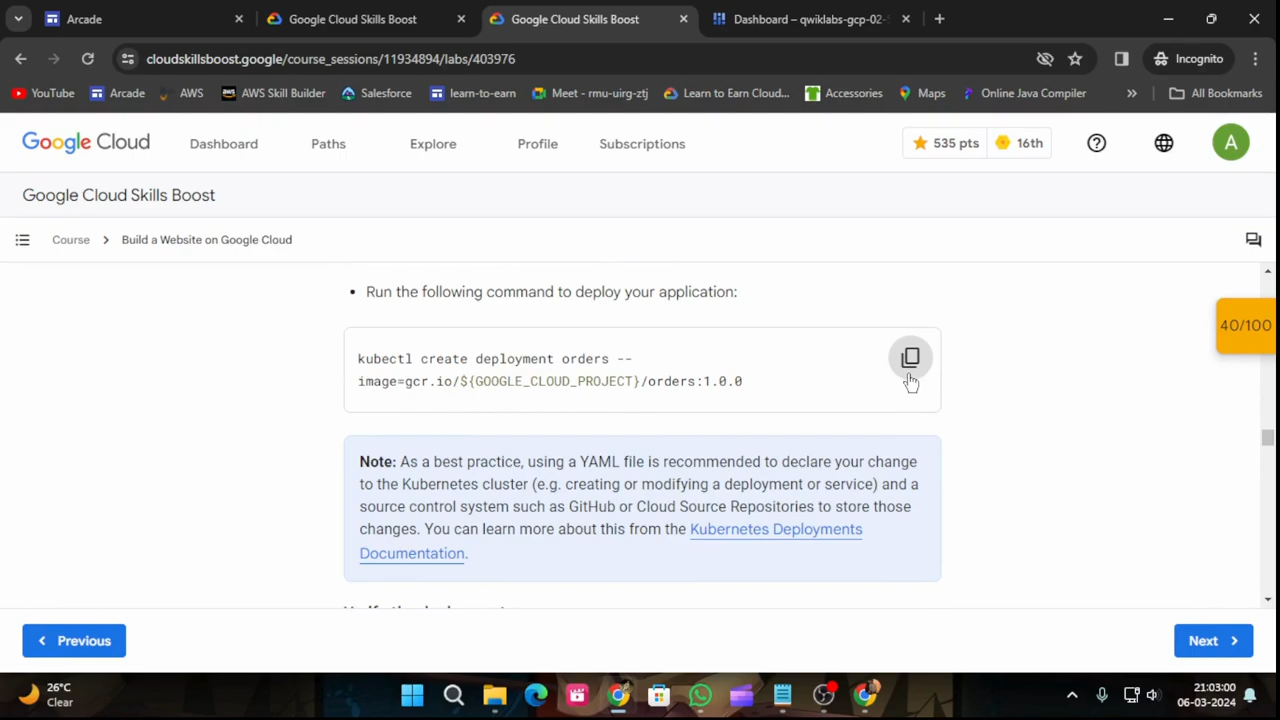 Arcade
Google Cloud Skills Boost
Google Cloud Skills Boost
Dashboard – qwiklabs-gcp-02-
cloudskillsboost.google/course_sessions/11934894/labs/403976
Incognito
YouTube
Arcade
AWS
AWS Skill Builder
Salesforce
learn-to-earn
Meet - rmu-uirg-ztj
Learn to Earn Cloud...
Accessories
Maps
Online Java Compiler
All Bookmarks
Google Cloud
Dashboard
Paths
Explore
Profile
Subscriptions
535 pts
16th
A
Google Cloud Skills Boost
Course
Build a Website on Google Cloud
• Run the following command to deploy your application:
40/100
kubectl create deployment orders --
image=gcr.io/${GOOGLE_CLOUD_PROJECT}/orders:1.0.0
Note: As a best practice, using a YAML file is recommended to declare your change
to the Kubernetes cluster (e.g. creating or modifying a deployment or service) and a
source control system such as GitHub or Cloud Source Repositories to store those
changes. You can learn more about this from the Kubernetes Deployments
Documentation.
Previous
Next
26°C
Clear
21:03:00
06-03-2024